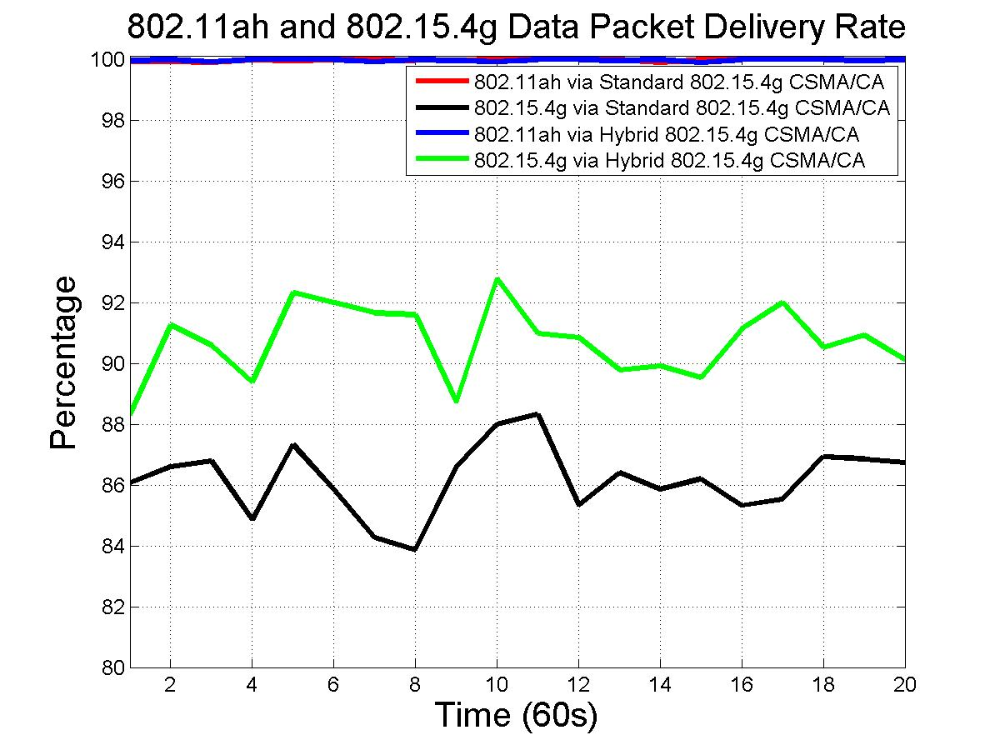 802.11ah and 802.15.4g Data Packet Delivery Rate
100
98
96
94
92
90
88
86
84
82
80
Percentage
802.11ah via Standard 802.15.4g CSMA/CA
802.15.4g via Standard 802.15.4g CSMA/CA
802.11ah via Hybrid 802.15.4g CSMA/CA
802.15.4g via Hybrid 802.15.4g CSMA/CA
2 4 6 8 10 12 14 16 18 20
Time (60s)